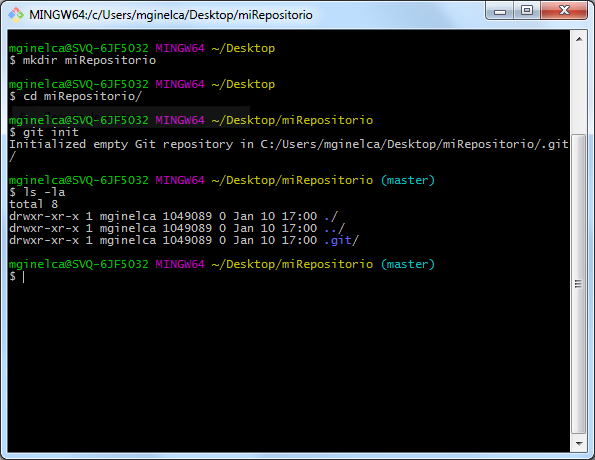 MINGW64:/c/Users/mginelca/Desktop/miRepositorio
mginelca@SVQ-6JF5032 MINGW64 ~/Desktop
$ mkdir miRepositorio
mginelca@SVQ-6JF5032 MINGW64 ~/Desktop
$ cd miRepositorio/
mginelca@SVQ-6JF5032 MINGW64 ~/Desktop/miRepositorio
$ git init
Initialized empty Git repository in C:/Users/mginelca/Desktop/miRepositorio/.git
/
mginelca@SVQ-6JF5032 MINGW64 ~/Desktop/miRepositorio (master)
$ ls -la
total 8
drwxr-xr-x 1 mginelca 1049089 0 Jan 10 17:00 ./
drwxr-xr-x 1 mginelca 1049089 0 Jan 10 17:00 ../
drwxr-xr-x 1 mginelca 1049089 0 Jan 10 17:00 .git/
mginelca@SVQ-6JF5032 MINGW64 ~/Desktop/miRepositorio (master)
$